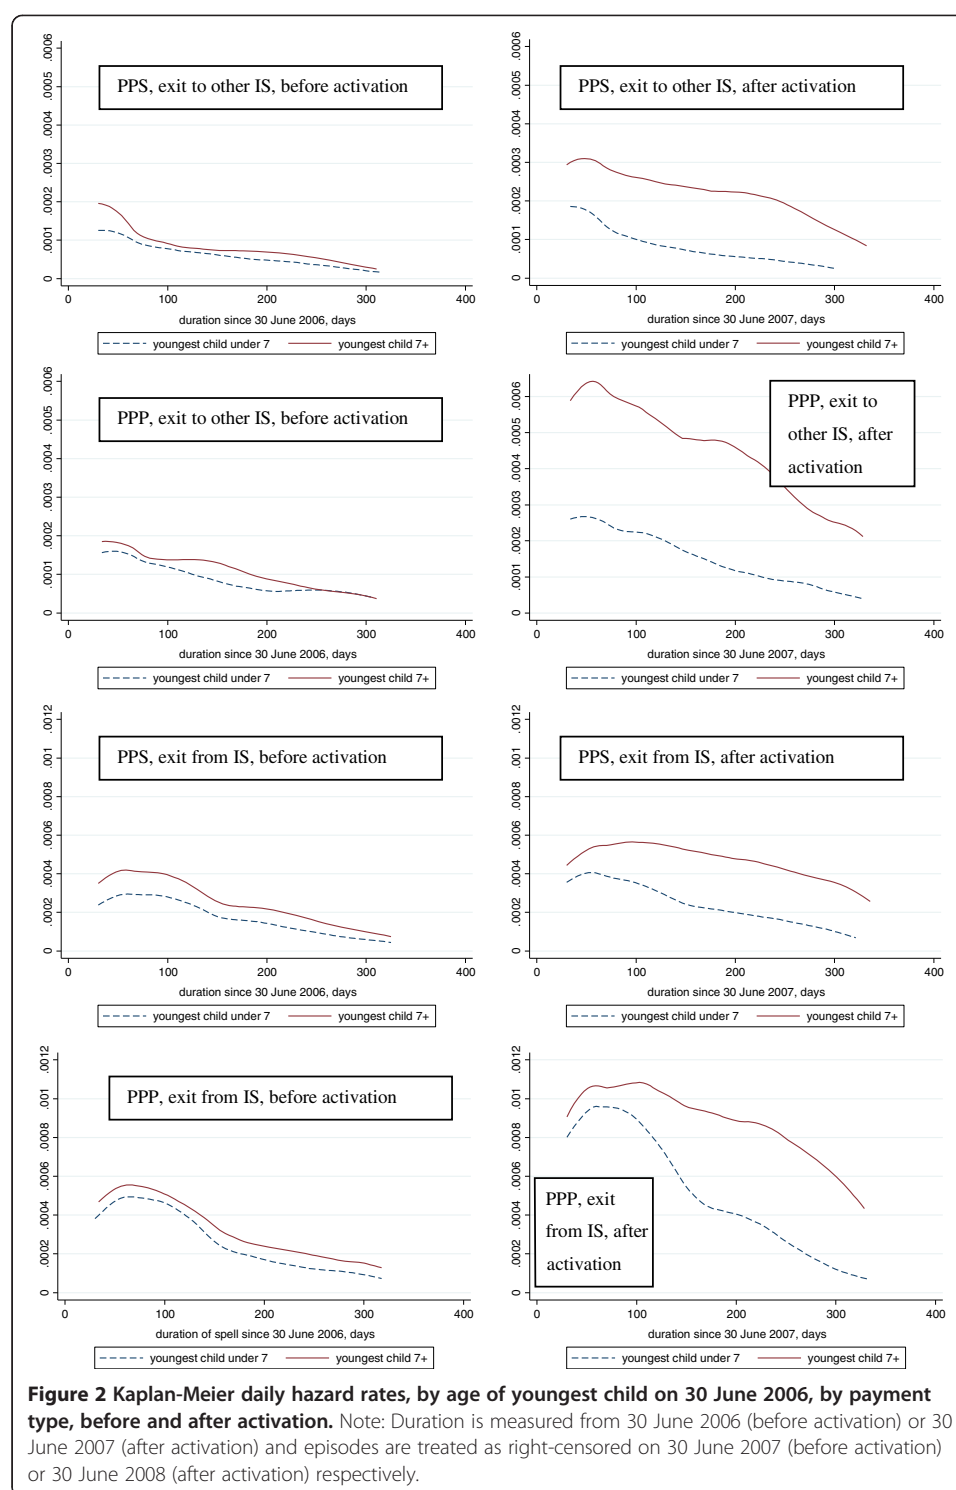 .0006
.0005
.0004
.0003
.0002
.0001
0
PPS, exit to other IS, before activation
0 100 200 300 400
duration since 30 June 2006, days
youngest child under 7 youngest child 7+
.0006
.0005
.0004
.0003
.0002
.0001
0
PPS, exit to other IS, after activation
0 100 200 300 400
duration since 30 June 2007, days
youngest child under 7 youngest child 7+
.0006
.0005
.0004
.0003
.0002
.0001
0
PPP, exit to other IS, before activation
0 100 200 300 400
duration since 30 June 2006, days
youngest child under 7 youngest child 7+
.0006
.0005
.0004
.0003
.0002
.0001
0
PPP, exit to
other IS, after
activation
0 100 200 300 400
duration since 30 June 2007, days
youngest child under 7 youngest child 7+
.0012
.001
.0008
.0006
.0004
.0002
0
PPS, exit from IS, before activation
0 100 200 300 400
duration since 30 June 2006, days
youngest child under 7 youngest child 7+
.0012
.001
.0008
.0006
.0004
.0002
0
PPS, exit from IS, after activation
0 100 200 300 400
duration since 30 June 2007, days
youngest child under 7 youngest child 7+
.0012
.001
.0008
.0006
.0004
.0002
0
PPP, exit from IS, before activation
0 100 200 300 400
duration of spell since 30 June 2006, days
youngest child under 7 youngest child 7+
.0012
.001
.0008
.0006
.0004
.0002
0
PPP, exit
from IS, after
activation
0 100 200 300 400
duration since 30 June 2007, days
youngest child under 7 youngest child 7+
Figure 2 Kaplan-Meier daily hazard rates, by age of youngest child on 30 June 2006, by payment
type, before and after activation. Note: Duration is measured from 30 June 2006 (before activation) or 30
June 2007 (after activation) and episodes are treated as right-censored on 30 June 2007 (before activation)
or 30 June 2008 (after activation) respectively.